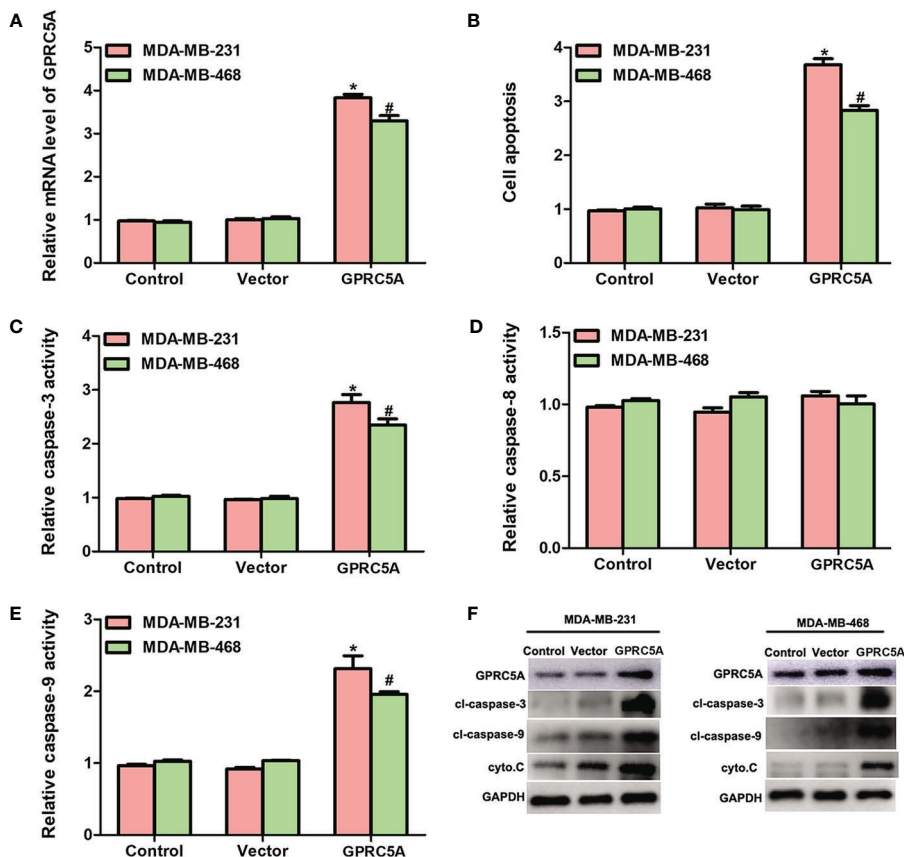 A
Relative mRNA level of GPRC5A
MDA-MB-231
MDA-MB-468
5
4
3
2
1
0
*
#
Control
Vector
GPRC5A
B
Cell apoptosis
MDA-MB-231
MDA-MB-468
4
3
2
1
0
*
#
Control
Vector
GPRC5A
C
Relative caspase-3 activity
MDA-MB-231
MDA-MB-468
4
3
2
1
0
*
#
Control
Vector
GPRC5A
D
Relative caspase-8 activity
MDA-MB-231
MDA-MB-468
1.5
1.0
0.5
0.0
Control
Vector
GPRC5A
E
Relative caspase-9 activity
MDA-MB-231
MDA-MB-468
3
2
1
0
*
#
Control
Vector
GPRC5A
F
MDA-MB-231
Control Vector GPRC5A
GPRC5A
cl-caspase-3
cl-caspase-9
cyto.C
GAPDH
MDA-MB-468
Control Vector GPRC5A
GPRC5A
cl-caspase-3
cl-caspase-9
cyto.C
GAPDH